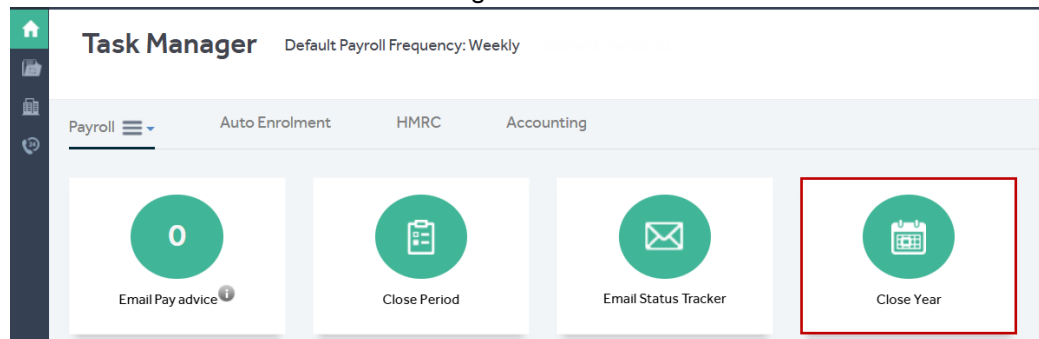 Task Manager Default Payroll Frequency: Weekly
Payroll Auto Enrolment HMRC Accounting
0
Email Pay advice Close Period Email Status Tracker Close Year